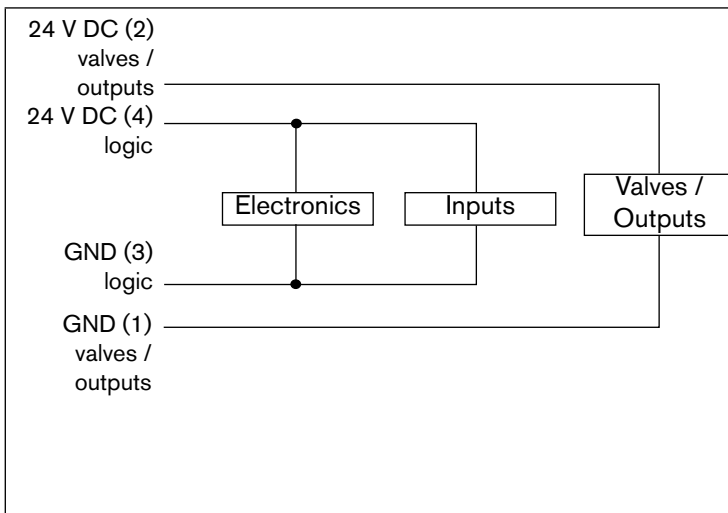 24 V DC (2)
valves /
outputs
24 V DC (4)
logic
Electronics
Inputs
Valves /
Outputs
GND (3)
logic
GND (1)
valves /
outputs